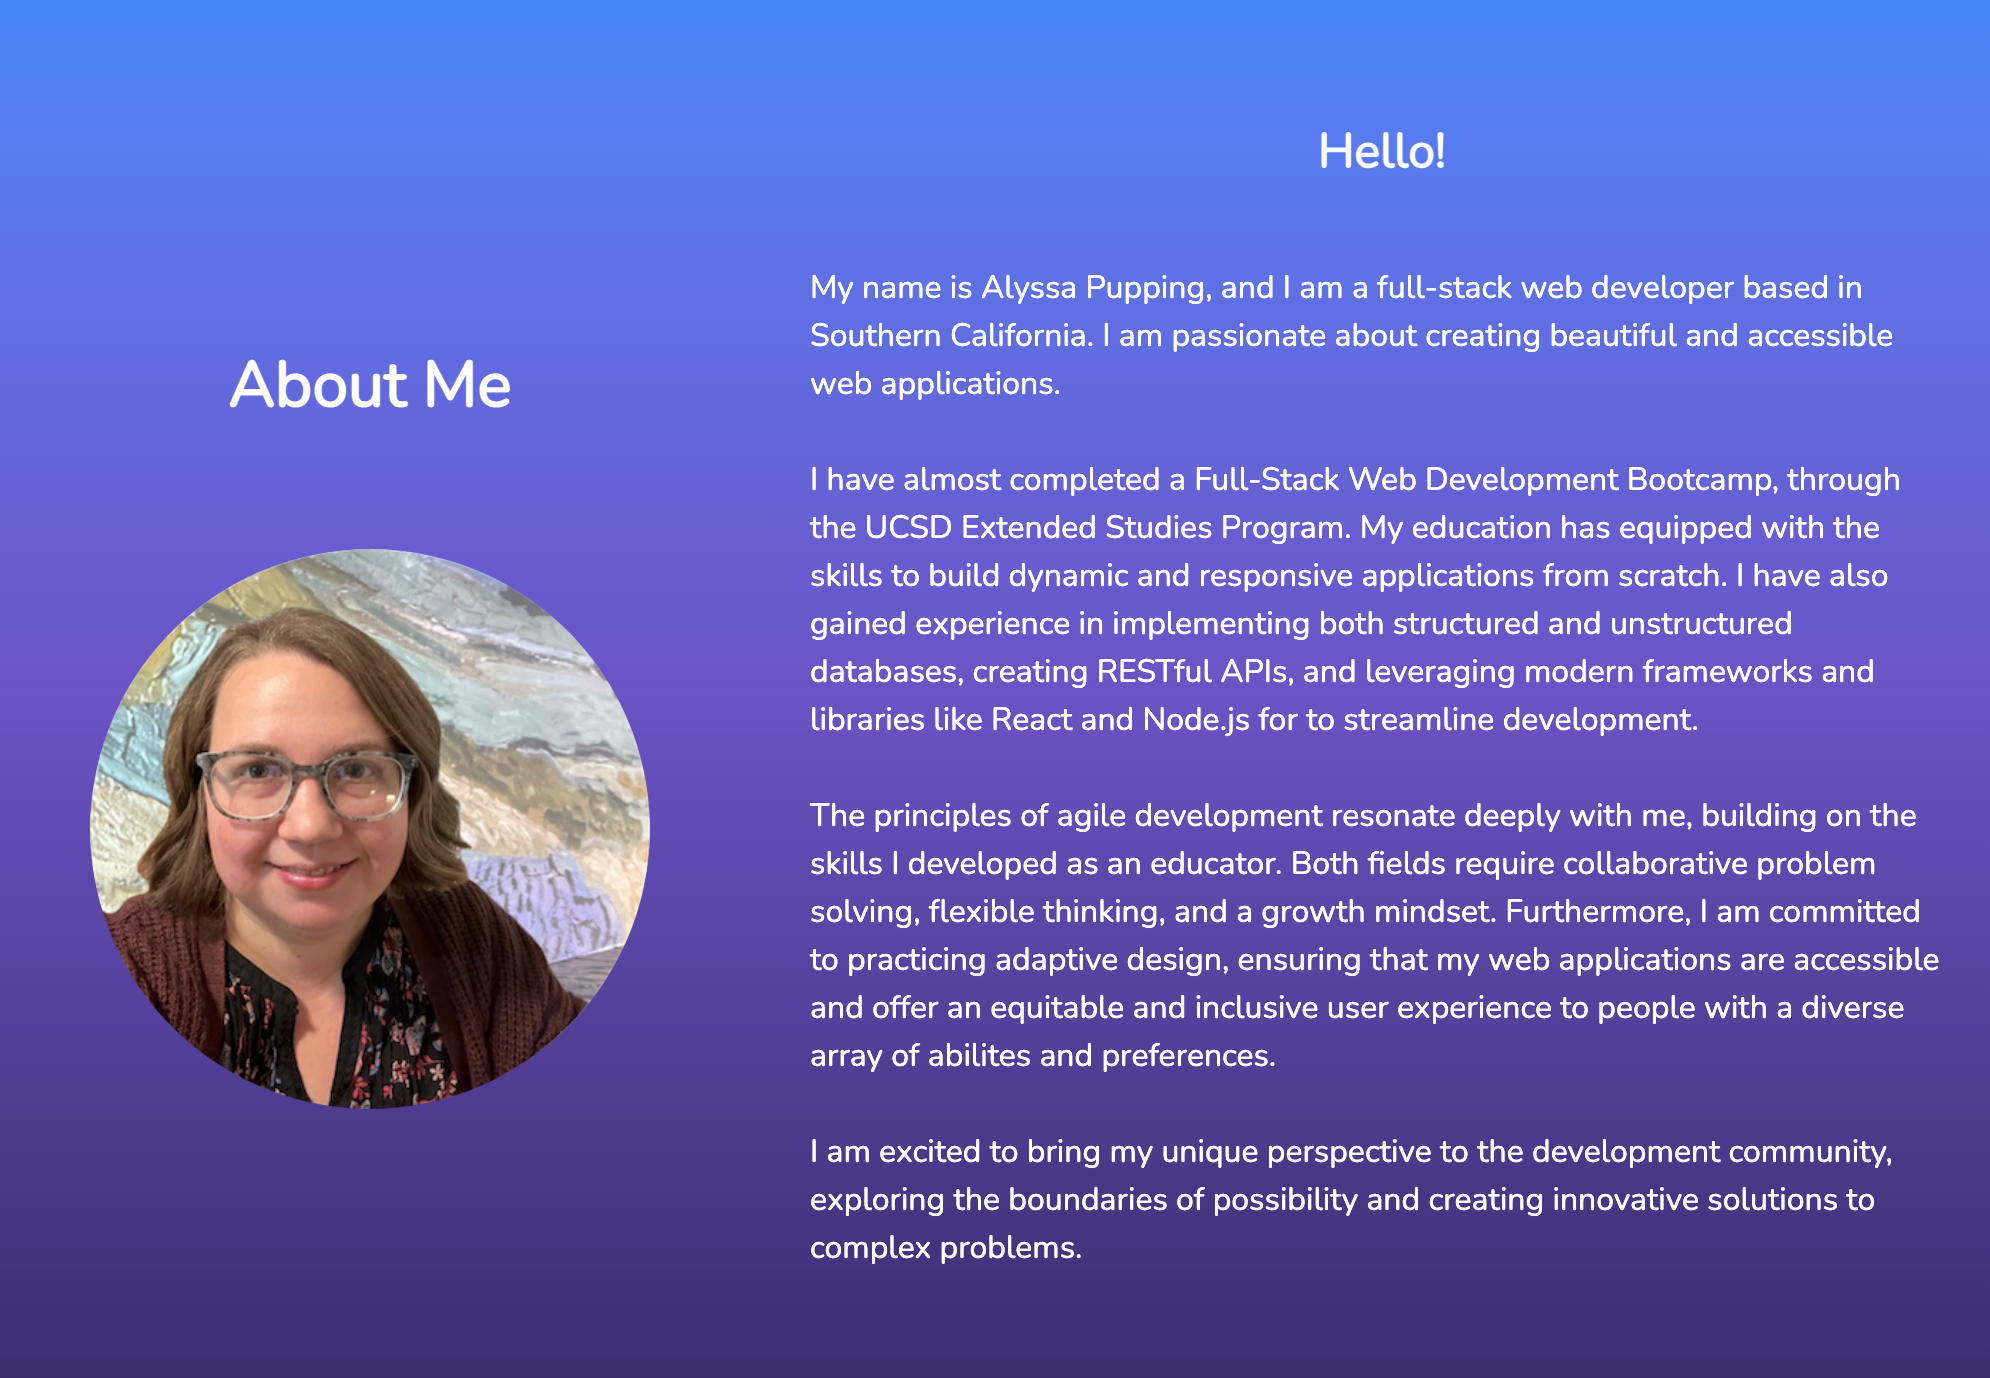 About Me
Hello!
My name is Alyssa Pupping, and I am a full-stack web developer based in
Southern California. I am passionate about creating beautiful and accessible
web applications.
I have almost completed a Full-Stack Web Development Bootcamp, through
the UCSD Extended Studies Program. My education has equipped with the
skills to build dynamic and responsive applications from scratch. I have also
gained experience in implementing both structured and unstructured
databases, creating RESTful APIs, and leveraging modern frameworks and
libraries like React and Node.js for to streamline development.
The principles of agile development resonate deeply with me, building on the
skills I developed as an educator. Both fields require collaborative problem
solving, flexible thinking, and a growth mindset. Furthermore, I am committed
to practicing adaptive design, ensuring that my web applications are accessible
and offer an equitable and inclusive user experience to people with a diverse
array of abilites and preferences.
I am excited to bring my unique perspective to the development community,
exploring the boundaries of possibility and creating innovative solutions to
complex problems.